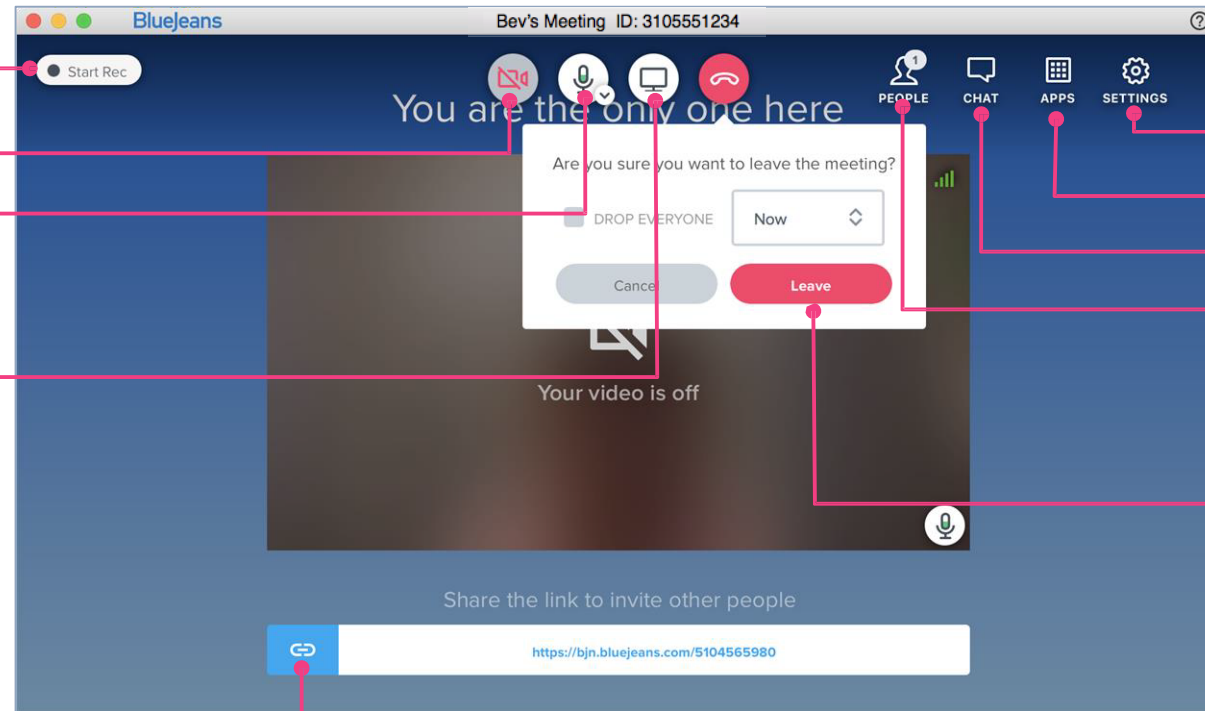 BlueJeans
Bev's Meeting ID: 3105551234
?
Start Rec
1
PEOPLE
CHAT
APPS
SETTINGS
You are the only one here
Are you sure you want to leave the meeting?
DROP EVERYONE
Now
Cancel
Leave
Your video is off
Share the link to invite other people
https://bjn.bluejeans.com/5104565980